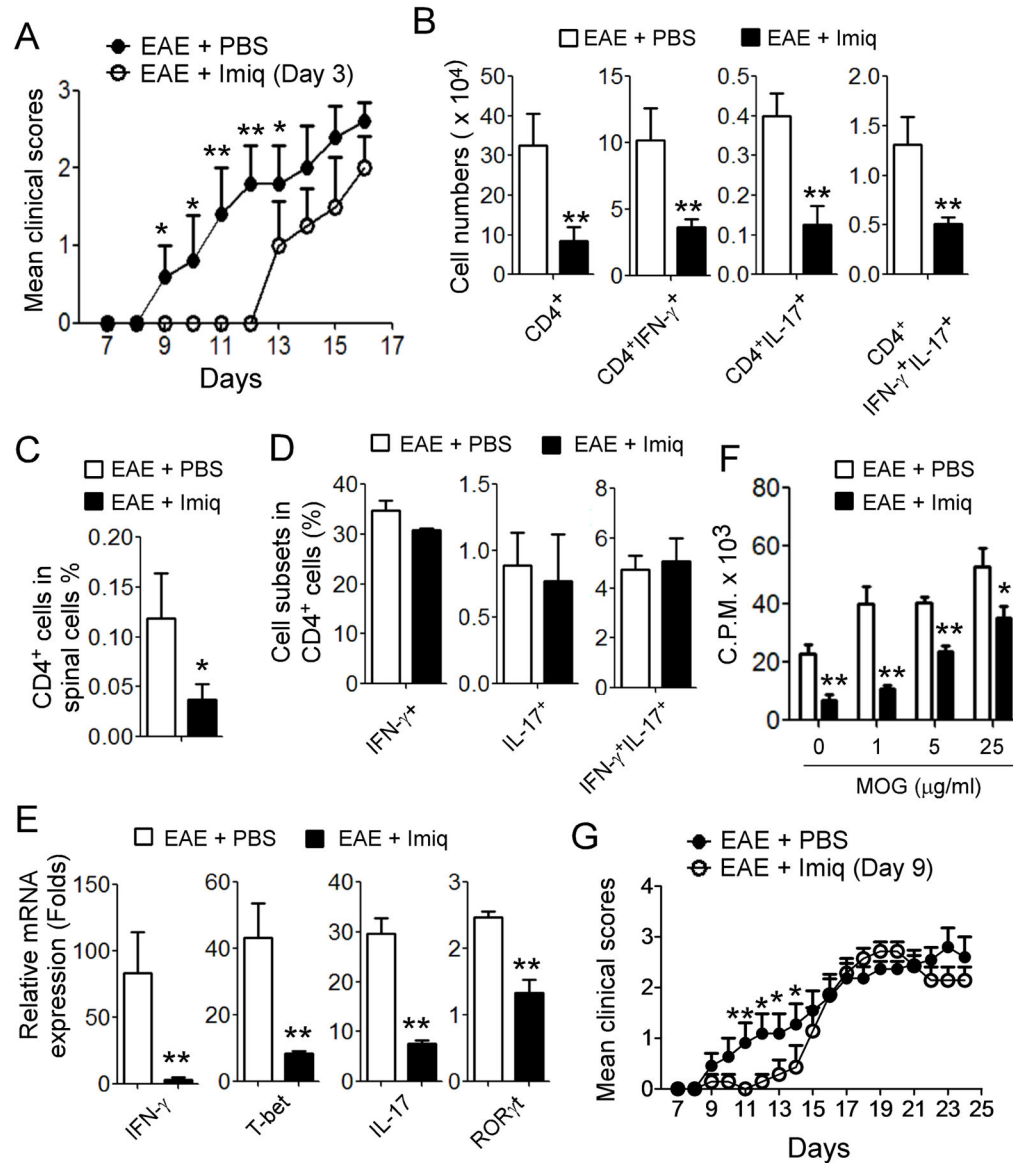 A
EAE + PBS
EAE + Imiq (Day 3)
Mean clinical scores
3
2
1
0
* * ** ** *
7 9 11 13 15 17
Days
B
EAE + PBS EAE + Imiq
Cell numbers ( x 10⁴)
50
40
30
20
10
0
**
CD4⁺
15
10
5
0
**
CD4⁺IFN-γ⁺
0.5
0.4
0.3
0.2
0.1
0.0
**
CD4⁺IL-17⁺
2.0
1.5
1.0
0.5
0.0
**
CD4⁺
IFN-γ⁺IL-17⁺
C
EAE + PBS
EAE + Imiq
CD4⁺ cells in
spinal cells %
0.20
0.15
0.10
0.05
0.00
*
D
EAE + PBS EAE + Imiq
Cell subsets in
CD4⁺ cells (%)
40
30
20
10
0
IFN-γ+
1.5
1.0
0.5
0.0
IL-17⁺
8
6
4
2
0
IFN-γ⁺IL-17⁺
F
EAE + PBS
EAE + Imiq
C.P.M. x 10³
80
60
40
20
0
** ** ** *
0 1 5 25
MOG (μg/ml)
E
EAE + PBS EAE + Imiq
Relative mRNA
expression (Folds)
150
100
50
0
**
IFN-γ
60
40
20
0
**
T-bet
40
30
20
10
0
**
IL-17
3
2
1
0
**
RORγt
G
EAE + PBS
EAE + Imiq (Day 9)
Mean clinical scores
4
3
2
1
0
** * * *
7 9 11 13 15 17 19 21 23 25
Days